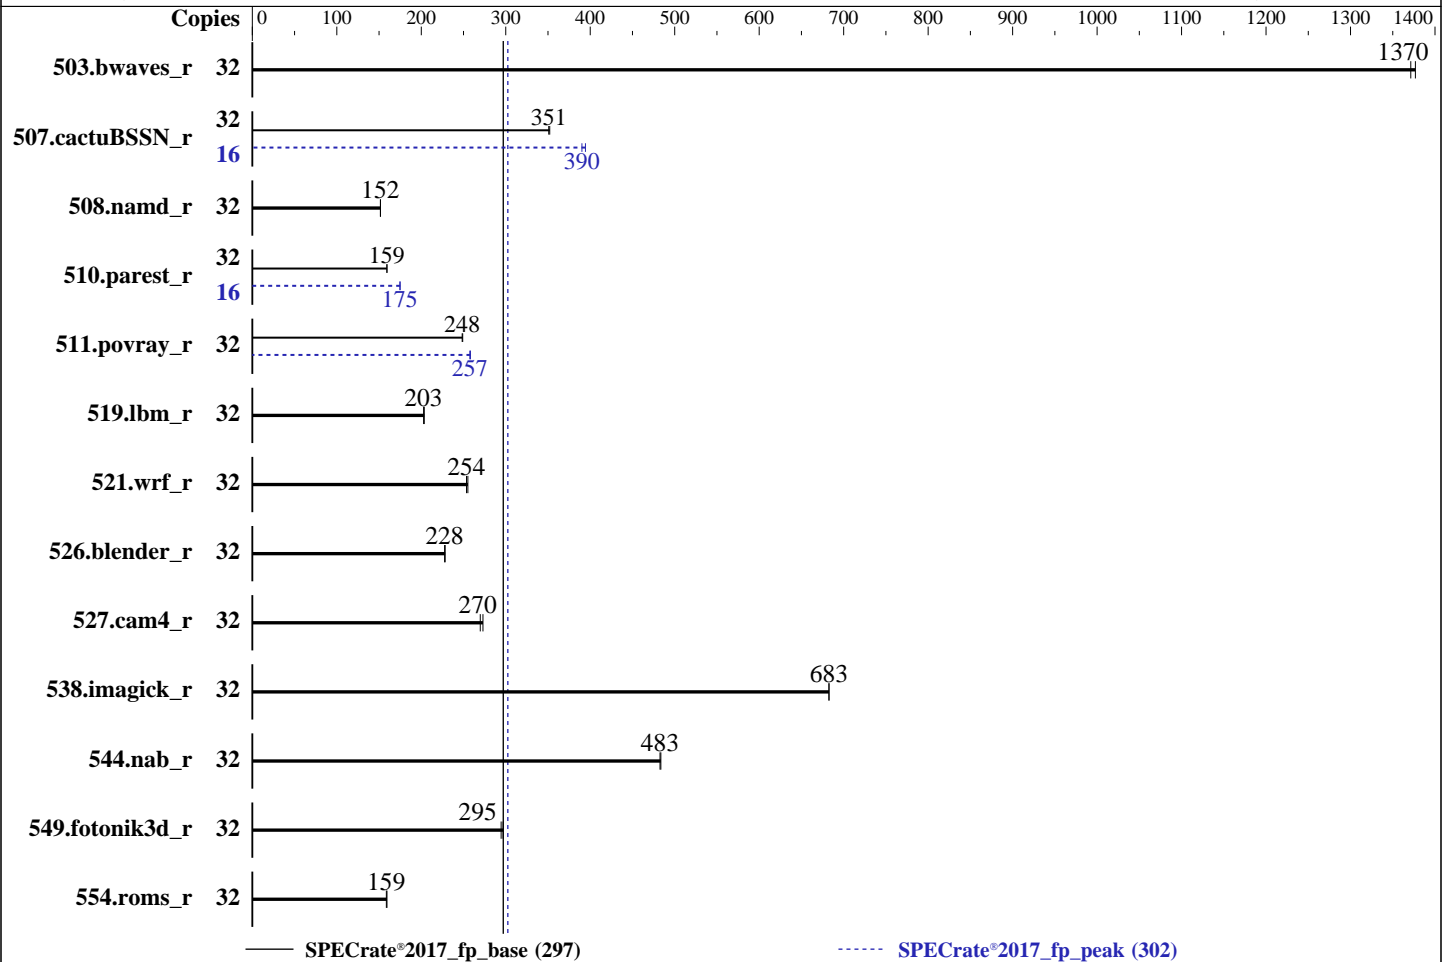 Copies 0 100 200 300 400 500 600 700 800 900 1000 1100 1200 1300 1400
503.bwaves_r 32 1370
507.cactuBSSN_r 32 351
16 390
508.namd_r 32 152
510.parest_r 32 159
16 175
511.povray_r 32 248
257
519.lbm_r 32 203
521.wrf_r 32 254
526.blender_r 32 228
527.cam4_r 32 270
538.imagick_r 32 683
544.nab_r 32 483
549.fotonik3d_r 32 295
554.roms_r 32 159
SPECrate®2017_fp_base (297) SPECrate®2017_fp_peak (302)